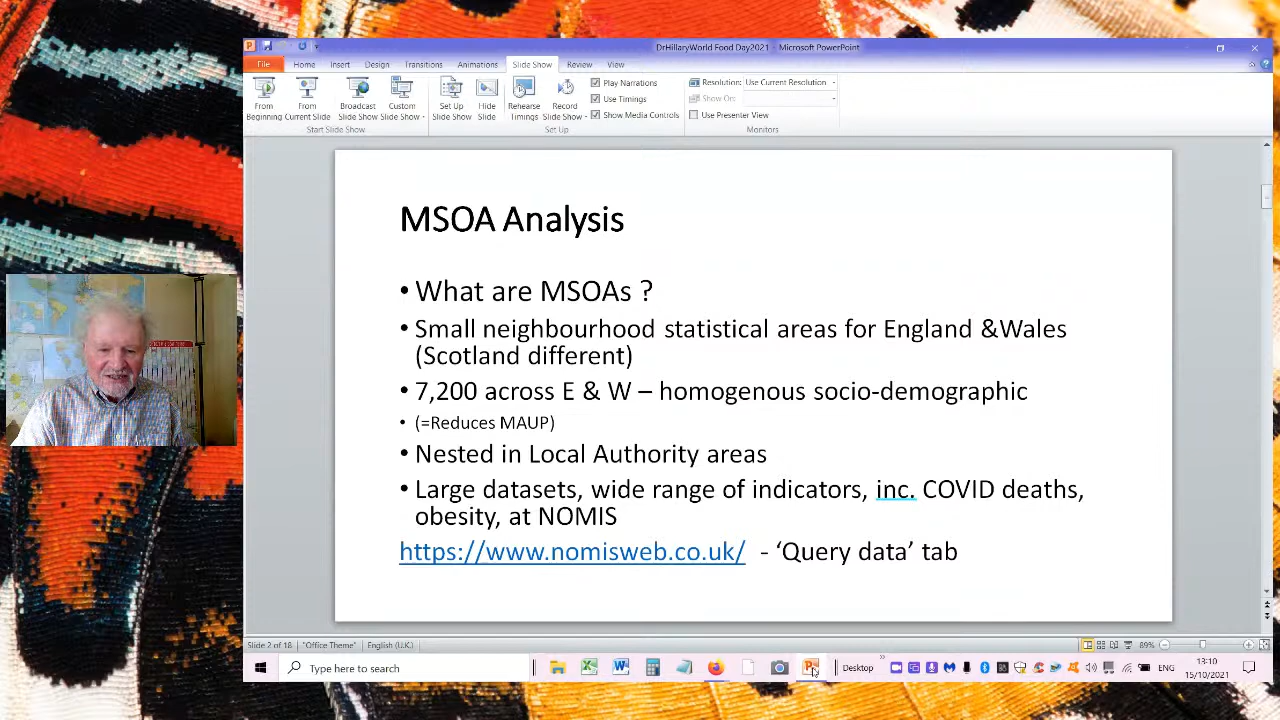 DrHillaryWorld Food Day2021 - Microsoft PowerPoint
File Home Insert Design Transitions Animations Slide Show Review View
From Beginning
From Current Slide
Broadcast Slide Show
Custom Slide Show
Set Up Slide Show
Hide Slide
Rehearse Timings
Record Slide Show
Play Narrations
Use Timings
Show Media Controls
Resolution: Use Current Resolution
Show On:
Use Presenter View
Start Slide Show
Set Up
Monitors
MSOA Analysis
• What are MSOAs ?
• Small neighbourhood statistical areas for England &Wales
(Scotland different)
• 7,200 across E & W – homogenous socio-demographic
• (=Reduces MAUP)
• Nested in Local Authority areas
• Large datasets, wide range of indicators, inc. COVID deaths,
obesity, at NOMIS
https://www.nomisweb.co.uk/ - ‘Query data’ tab
Slide 2 of 18 "Office Theme" English (U.K.) 89%
Type here to search Desktop ENG
13:10
15/10/2021